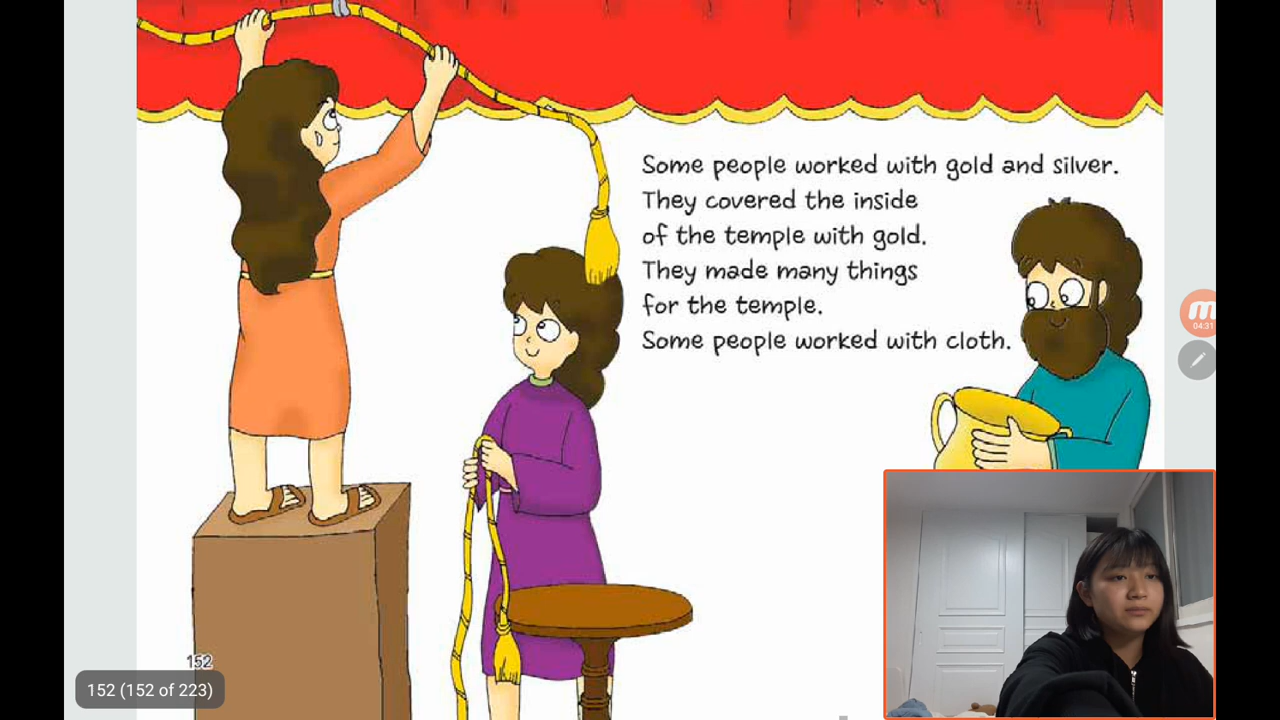 Some people worked with gold and silver.
They covered the inside
of the temple with gold.
They made many things
for the temple.
Some people worked with cloth.
04:31
152
152 (152 of 223)